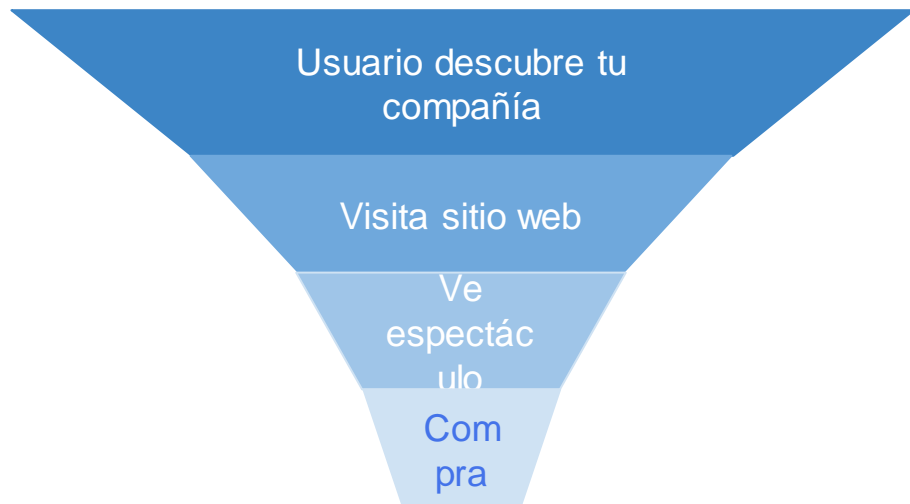 Usuario descubre tu
compañía
Visita sitio web
Ve
espectác
ulo
Com
pra